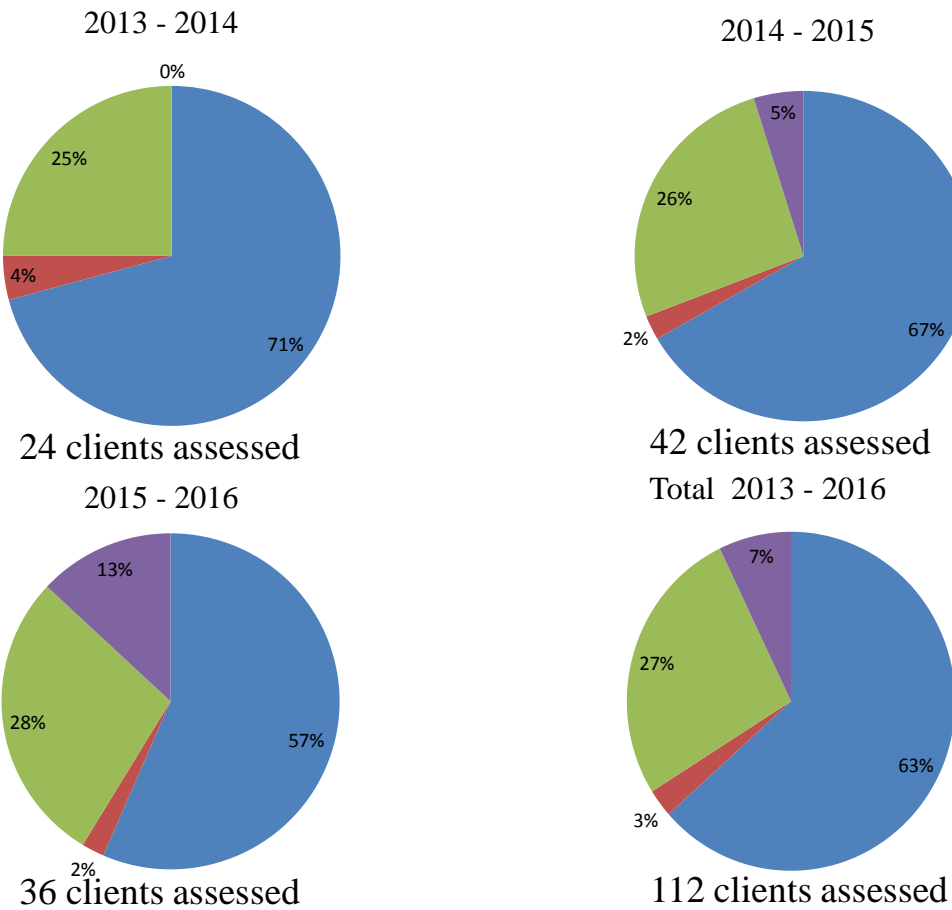 2013 - 2014
0%
25%
4%
71%
24 clients assessed
2014 - 2015
5%
26%
2%
67%
42 clients assessed
2015 - 2016
13%
28%
57%
2%
36 clients assessed
Total 2013 - 2016
7%
27%
63%
3%
112 clients assessed